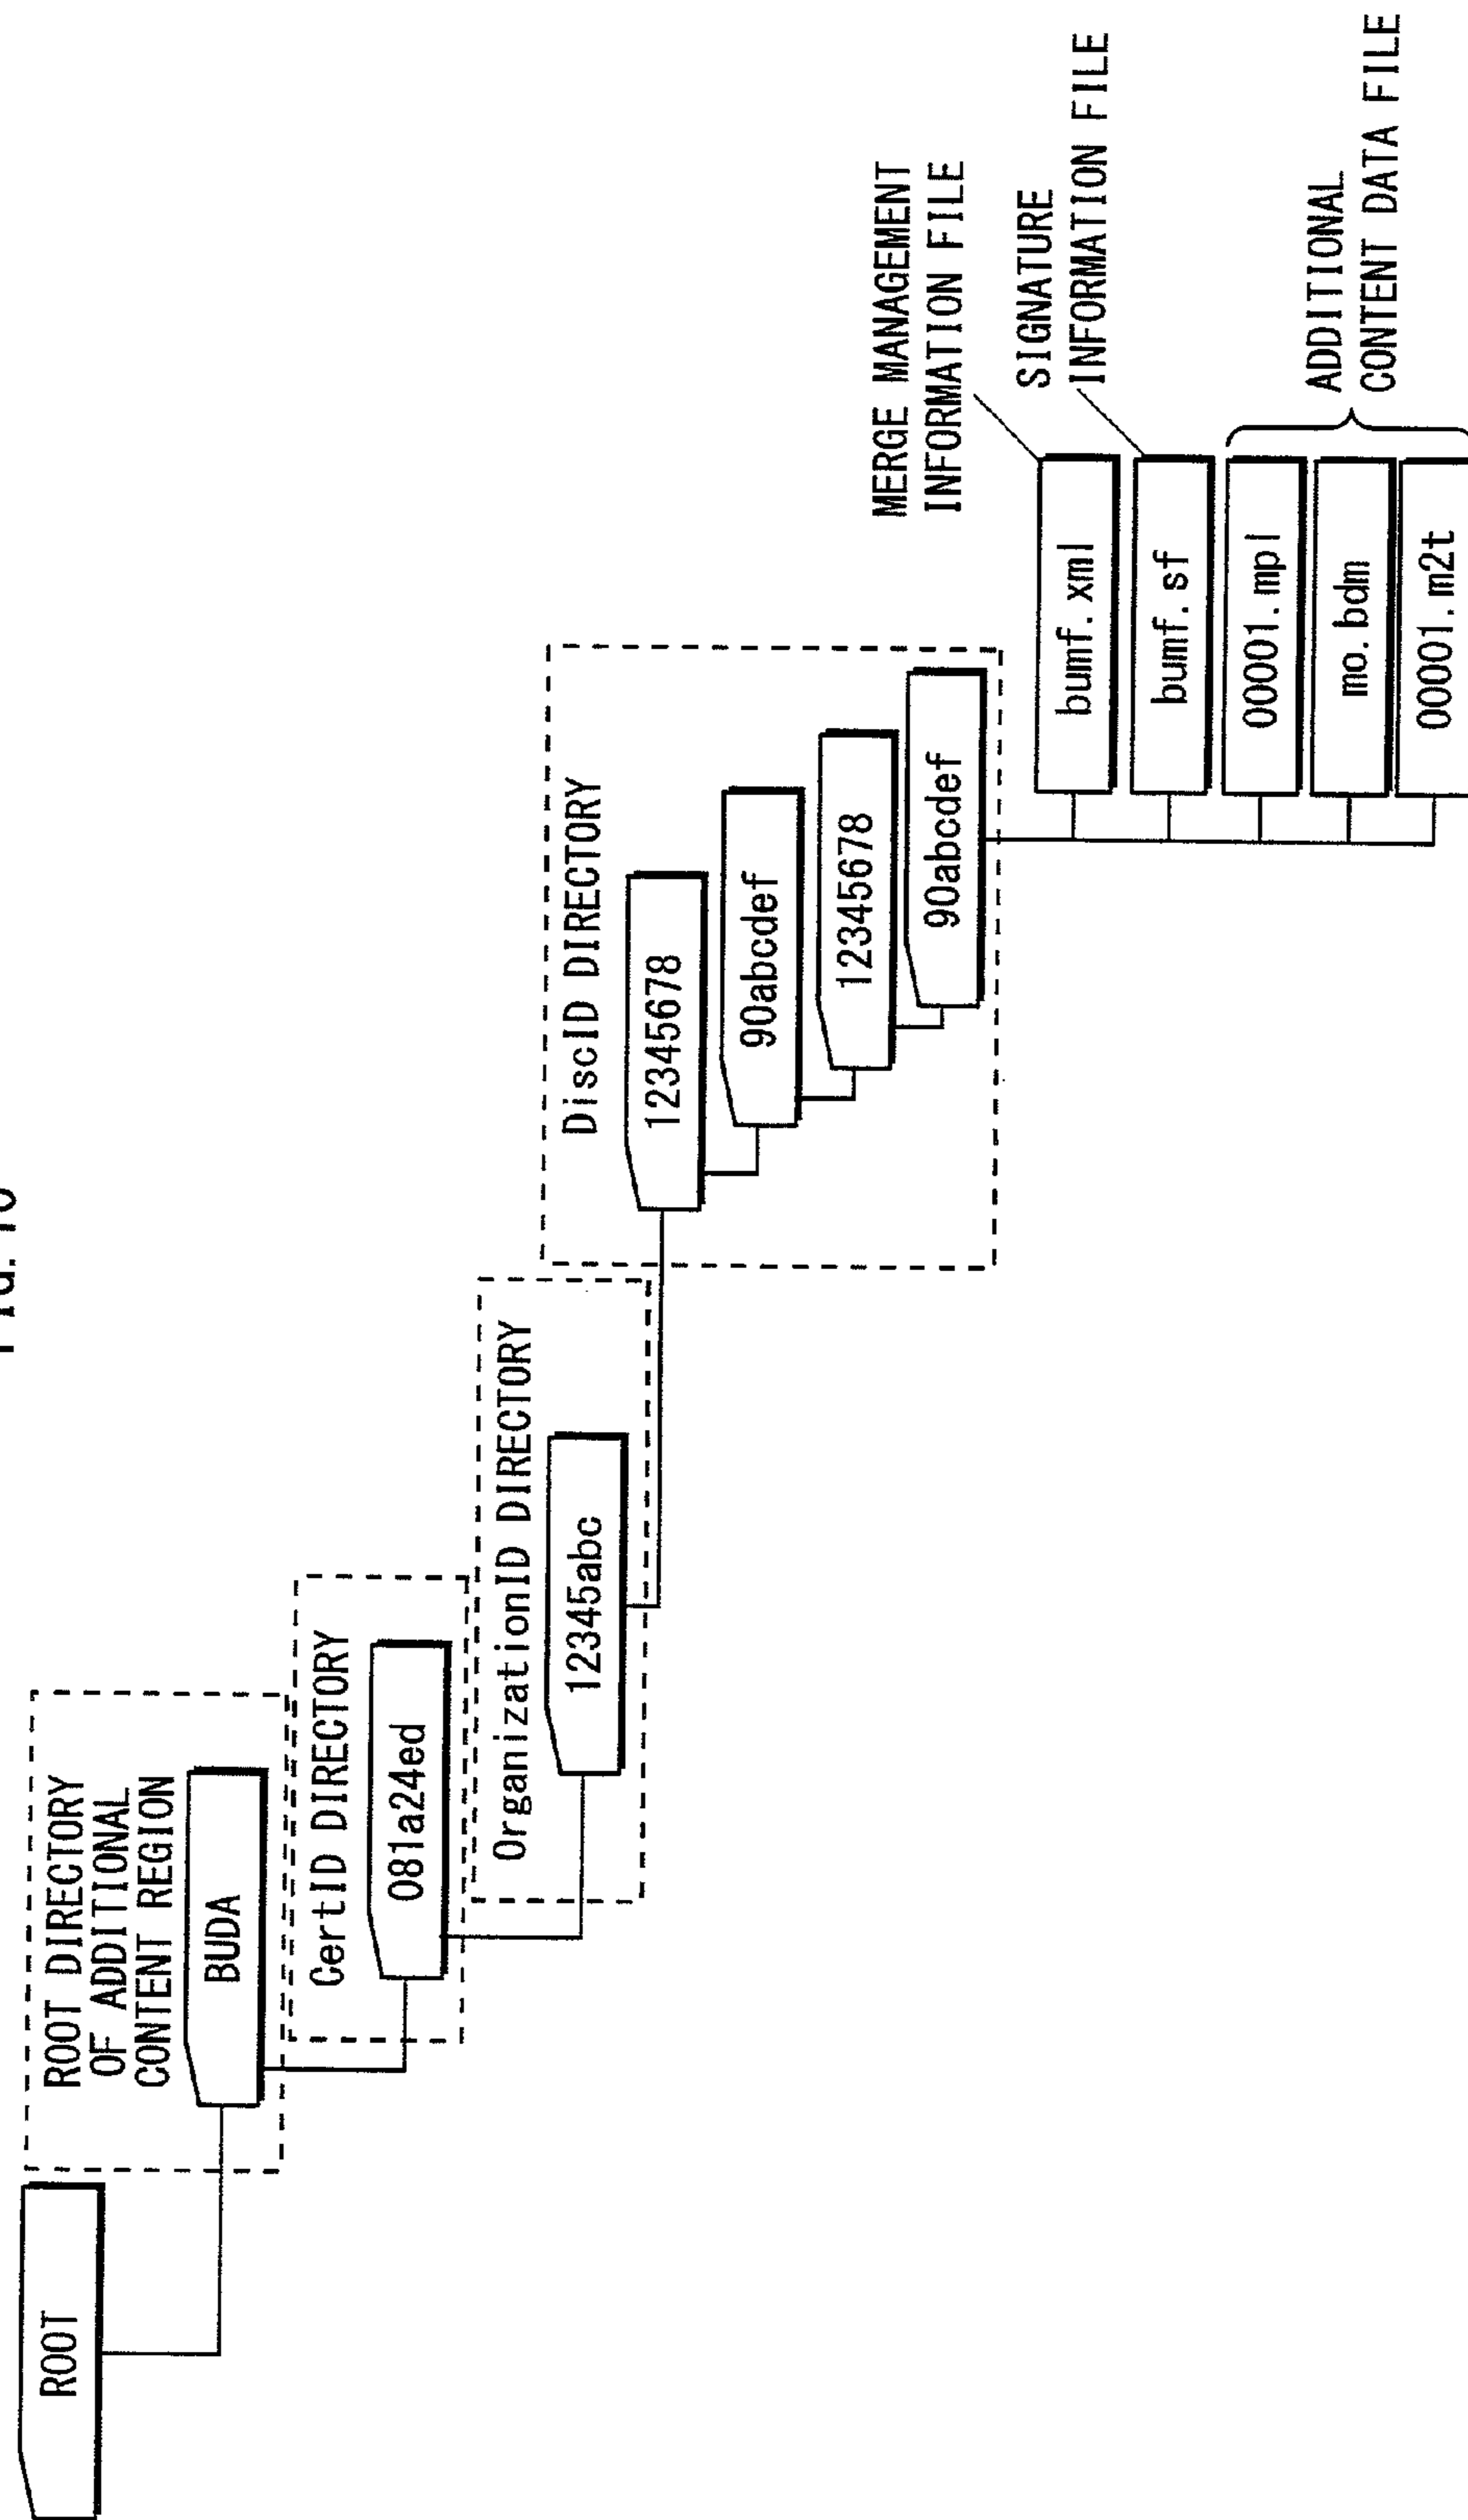 ROOT
ROOT DIRECTORY
OF ADDITIONAL
CONTENT REGION
BUDA
CertID DIRECTORY
081a24ed
OrganizationID DIRECTORY
12345abc
DiscID DIRECTORY
12345678
90abcdef
12345678
90abcdef
MERGE MANAGEMENT
INFORMATION FILE
bumf.xml
SIGNATURE
INFORMATION FILE
bumf.sf
ADDITIONAL
CONTENT DATA FILE
00001.mpl
mo.bdm
00001.m2t